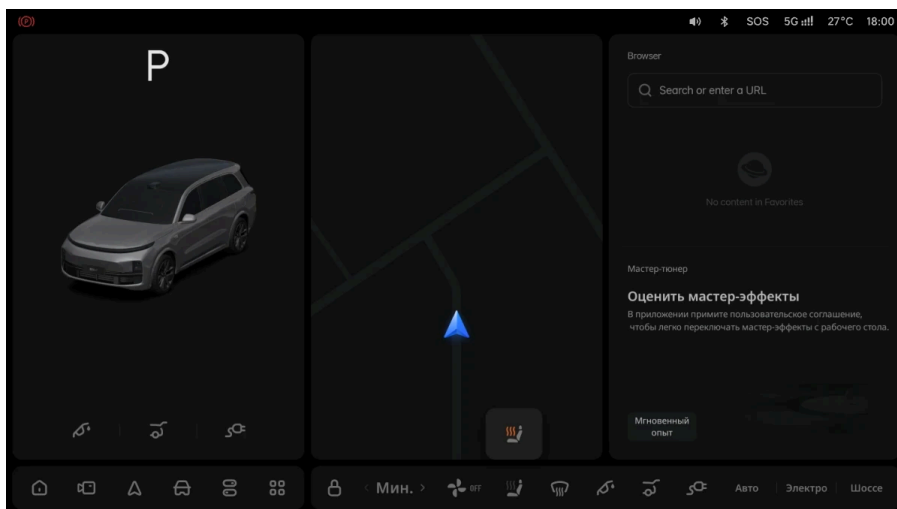 SOS
5G
27°C
18:00
P
Browser
Search or enter a URL
No content in Favorites
Мастер-тюнер
Оценить мастер-эффекты
В приложении примите пользовательское соглашение,
чтобы легко переключать мастер-эффекты с рабочего стола.
Мгновенный
опыт
Мин.
OFF
Авто
Электро
Шоссе